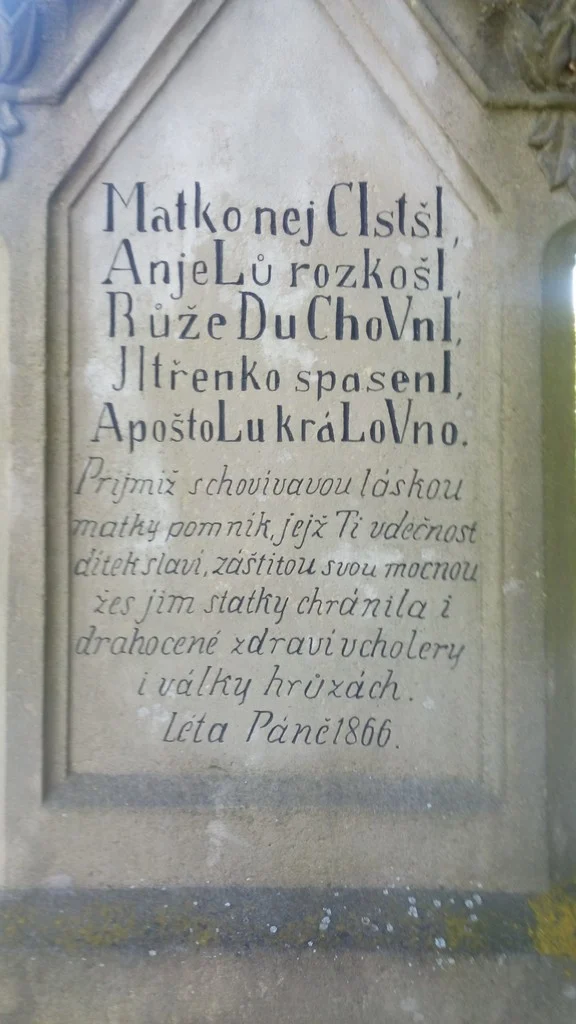 Matko nej CIstšI,
AnjeLů rozkošI,
Růže DuChoVnI,
JItřenko spasenI,
ApoštoLu kráLoVno.
Prijmiž schovívavou láskou
matky pomník, jejž Ti vděčnost
dítek slaví, záštitou svou mocnou
žes jim statky chránila i
drahocené zdraví v cholery
i války hrůzách.
Léta Páně 1866.